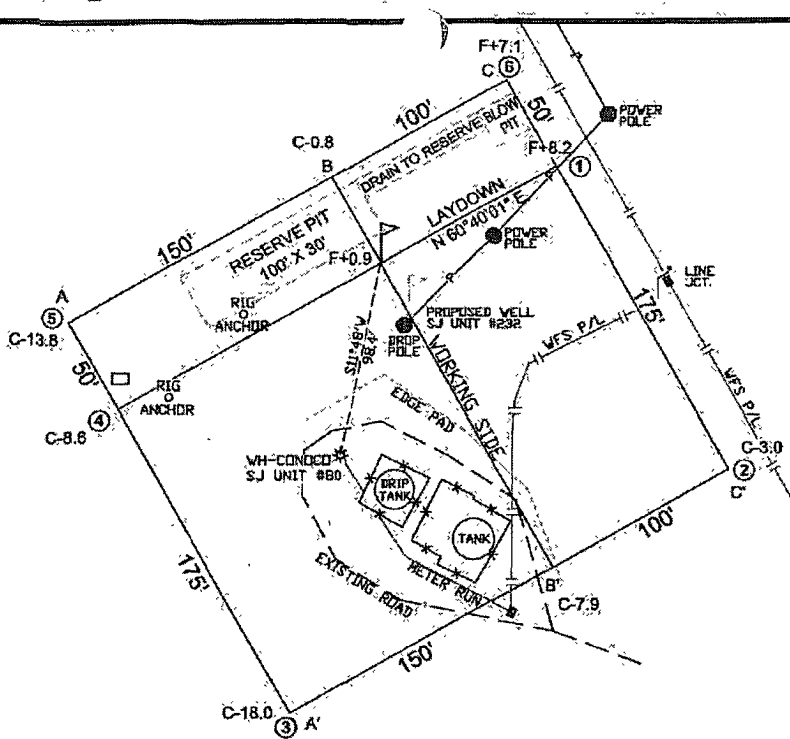 F+7.1
C
6
C-0.8
B
100'
50'
DRAIN TO RESERVE BLOW
PIT
POWER
POLE
F+8.2
1
150'
RESERVE PIT
100' X 30'
LAYDOWN
N 60°40'01" E
POWER
POLE
F+0.9
A
5
C-13.8
RIG
ANCHOR
PROPOSED WELL
SJ UNIT #232
LINE
JCT.
50'
175'
DROP
POLE
S11°48'W
98.4'
RIG
ANCHOR
4
C-8.6
WORKING SIDE
EDGE PAD
WFS P/L
WFS P/L
C-3.0
2
C'
WH-CONOCO
SJ UNIT #80
DRIP
TANK
TANK
100'
175'
METER RUN
EXISTING ROAD
B'
C-7.9
150'
C-18.0
3
A'